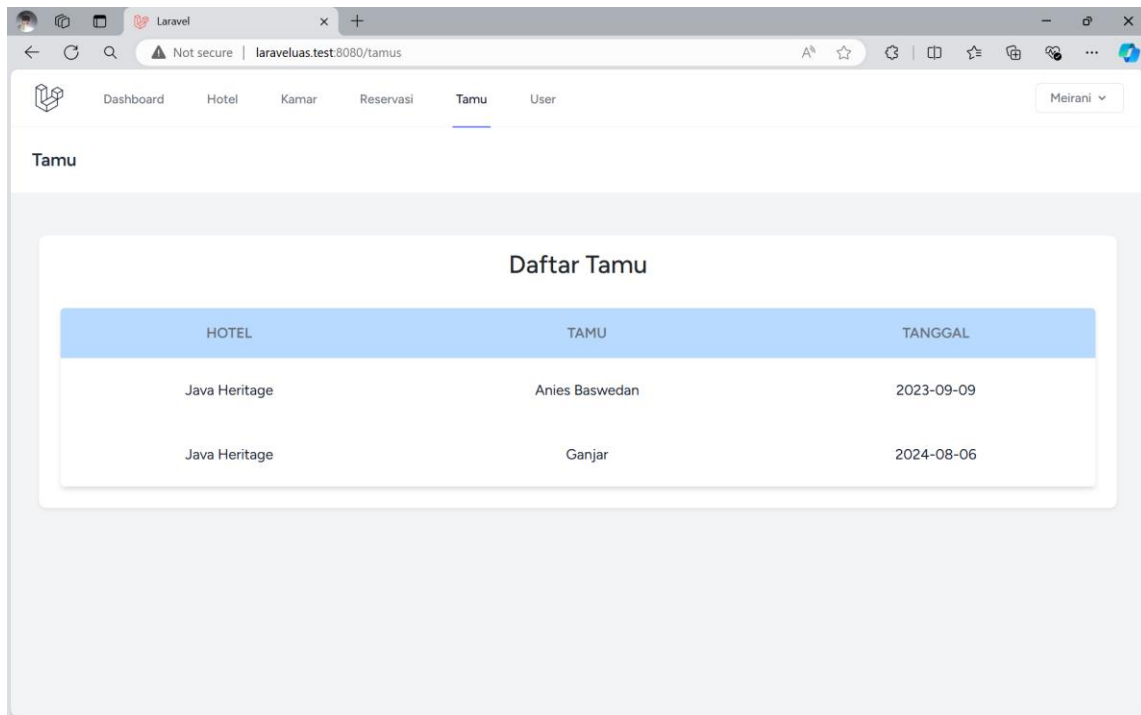 Laravel
Not secure | laraveluas.test:8080/tamus
Dashboard Hotel Kamar Reservasi Tamu User Meirani
Tamu
Daftar Tamu
HOTEL TAMU TANGGAL
Java Heritage Anies Baswedan 2023-09-09
Java Heritage Ganjar 2024-08-06